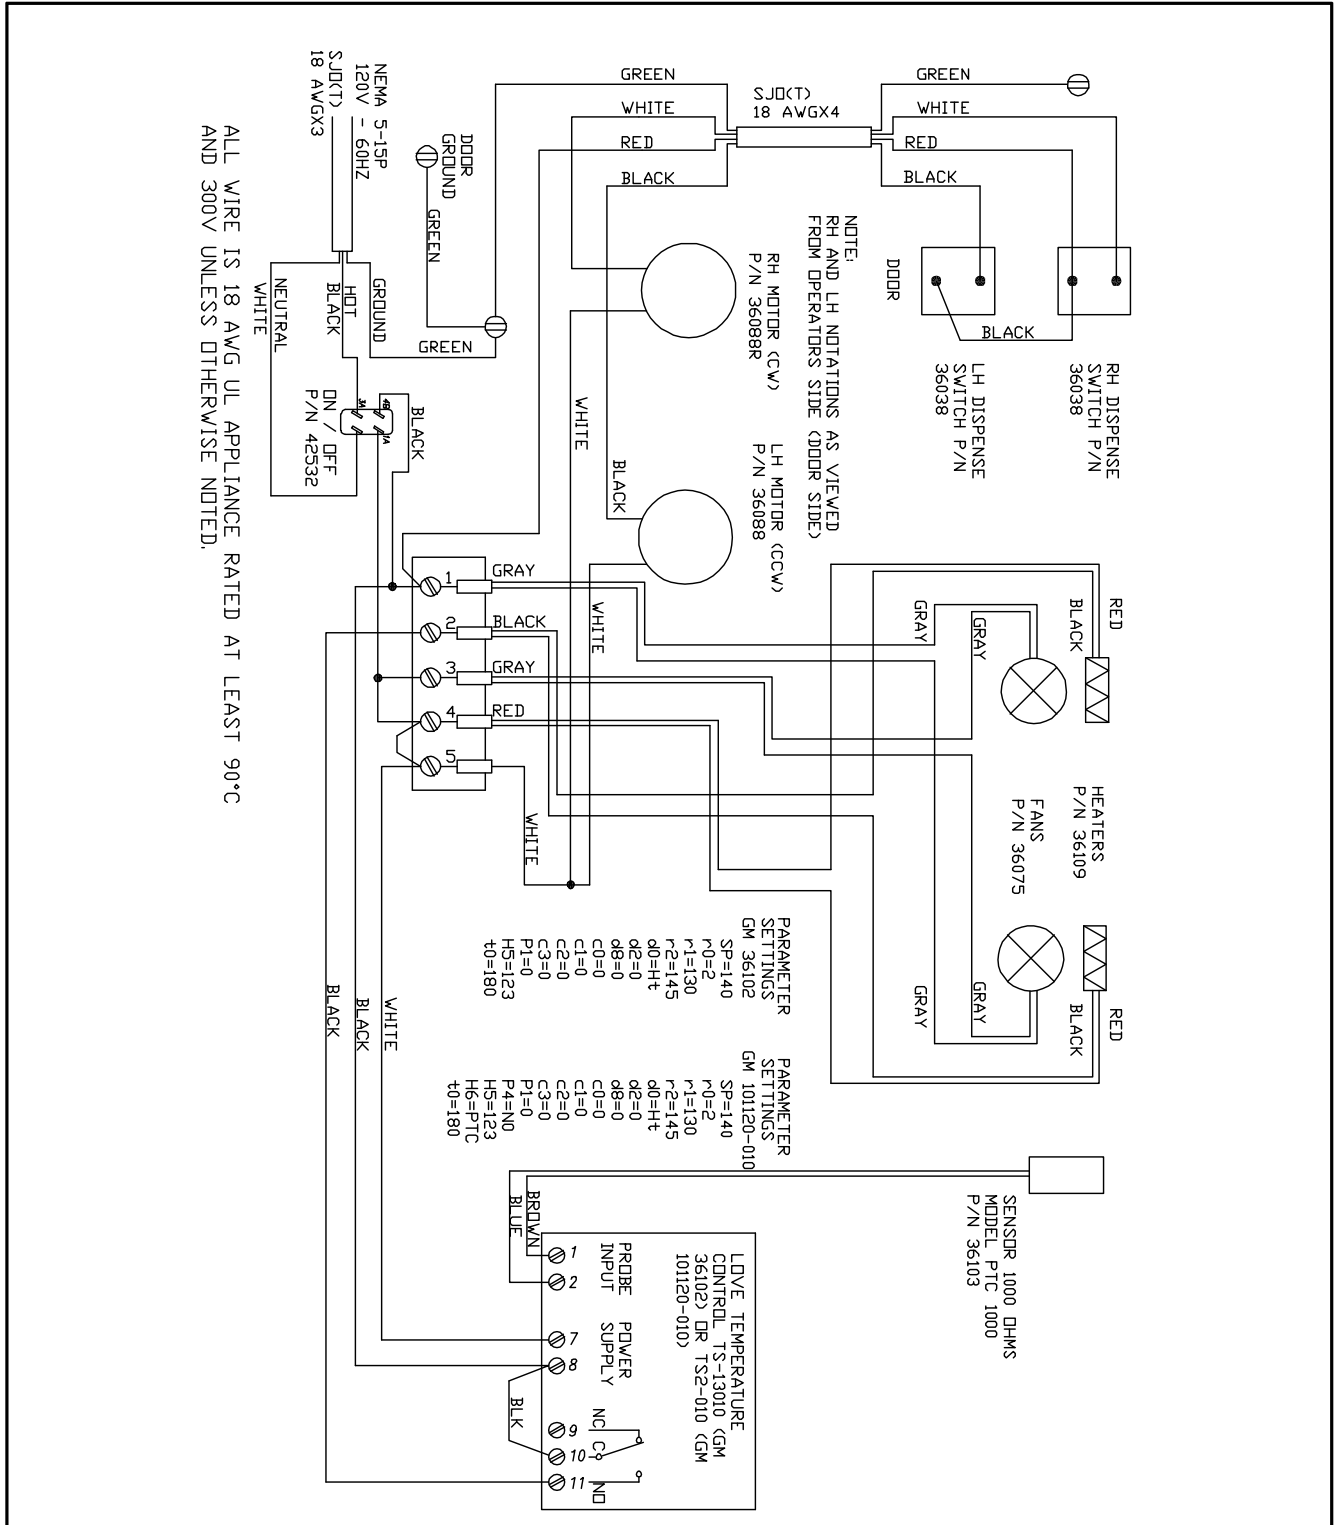 GREEN
WHITE
RED
BLACK
SJO(T)
18 AWGX4
GREEN
WHITE
RED
BLACK
NEMA 5-15P
120V - 60HZ
SJO(T)
18 AWGX3
DOOR
GROUND
GREEN
GROUND
HOT
BLACK
NEUTRAL
WHITE
GREEN
ALL WIRE IS 18 AWG UL APPLIANCE RATED AT LEAST 90°C
AND 300V UNLESS OTHERWISE NOTED.
NOTE:
RH AND LH NOTATIONS AS VIEWED
FROM OPERATORS SIDE (DOOR SIDE)
RH MOTOR (CW)
P/N 36088R
LH MOTOR (CCW)
P/N 36088
DOOR
BLACK
RH DISPENSE
SWITCH P/N
36038
LH DISPENSE
SWITCH P/N
36038
ON / OFF
P/N 42532
3A
4B
1A
BLACK
WHITE
BLACK
WHITE
1
2
3
4
5
GRAY
BLACK
GRAY
RED
WHITE
GRAY
GRAY
BLACK
RED
HEATERS
P/N 36109
FANS
P/N 36075
GRAY
GRAY
BLACK
RED
PARAMETER
SETTINGS
GM 36102
SP=140
r0=2
r1=130
r2=145
d0=Ht
d2=0
d8=0
c0=0
c1=0
c2=0
c3=0
P1=0
H5=123
t0=180
PARAMETER
SETTINGS
GM 101120-010
SP=140
r0=2
r1=130
r2=145
d0=Ht
d2=0
d8=0
c0=0
c1=0
c2=0
c3=0
P1=0
P4=NO
H5=123
H6=PTC
t0=180
WHITE
BLACK
BLACK
SENSOR 1000 OHMS
MODEL PTC 1000
P/N 36103
BROWN
BLUE
LOVE TEMPERATURE
CONTROL TS-13010 (GM
36102) OR TS2-010 (GM
101120-010)
PROBE
INPUT
POWER
SUPPLY
1
2
7
8
9
10
11
NC
C
NO
BLK